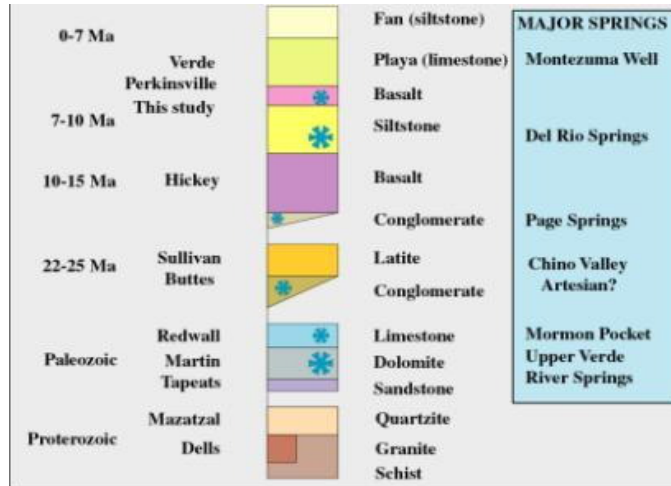 Fan (siltstone)
MAJOR SPRINGS
0-7 Ma
Verde
Playa (limestone)
Montezuma Well
Perkinsville
Basalt
This study
7-10 Ma
Siltstone
Del Rio Springs
10-15 Ma
Hickey
Basalt
Conglomerate
Page Springs
22-25 Ma
Sullivan
Buttes
Latite
Chino Valley
Artesian?
Conglomerate
Redwall
Limestone
Mormon Pocket
Paleozoic
Martin
Dolomite
Upper Verde
River Springs
Tapeats
Sandstone
Mazatzal
Quartzite
Proterozoic
Dells
Granite
Schist